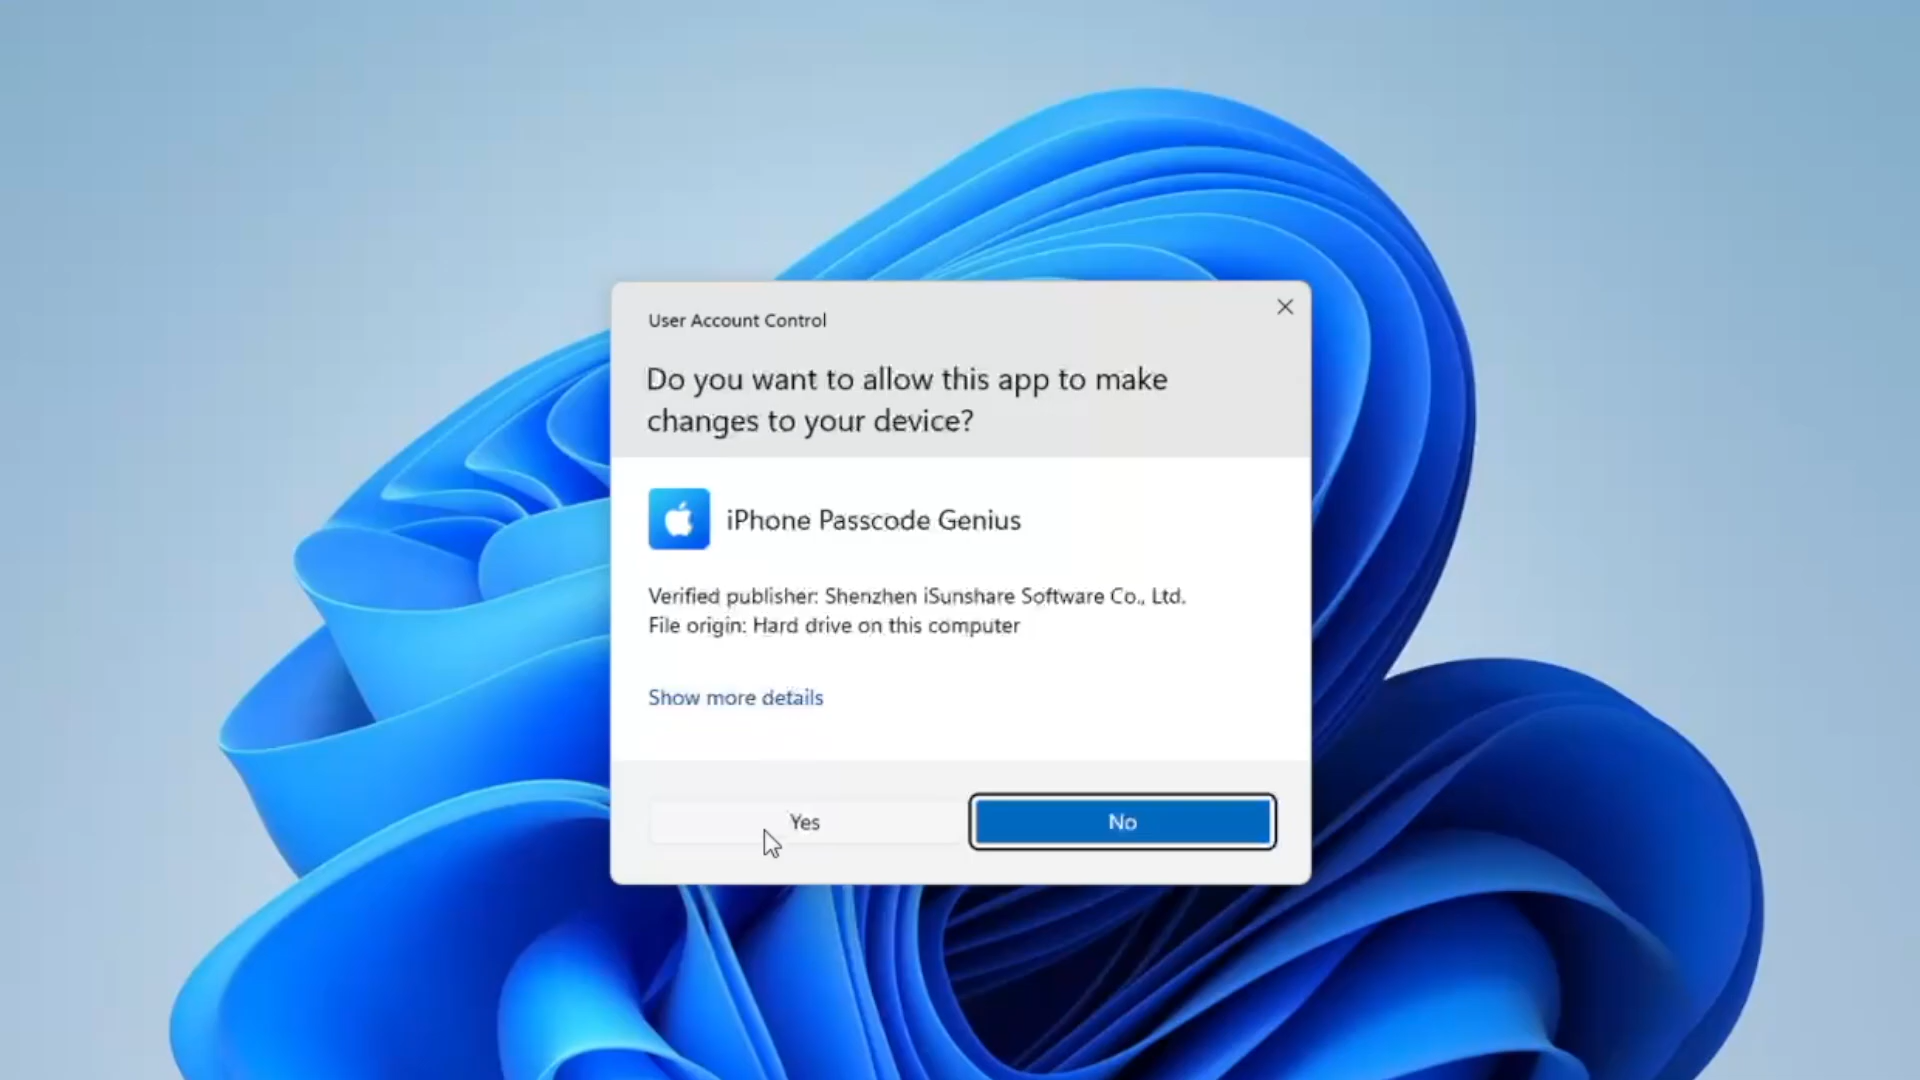 User Account Control
Do you want to allow this app to make
changes to your device?
iPhone Passcode Genius
Verified publisher: Shenzhen iSunshare Software Co., Ltd.
File origin: Hard drive on this computer
Show more details
Yes
No